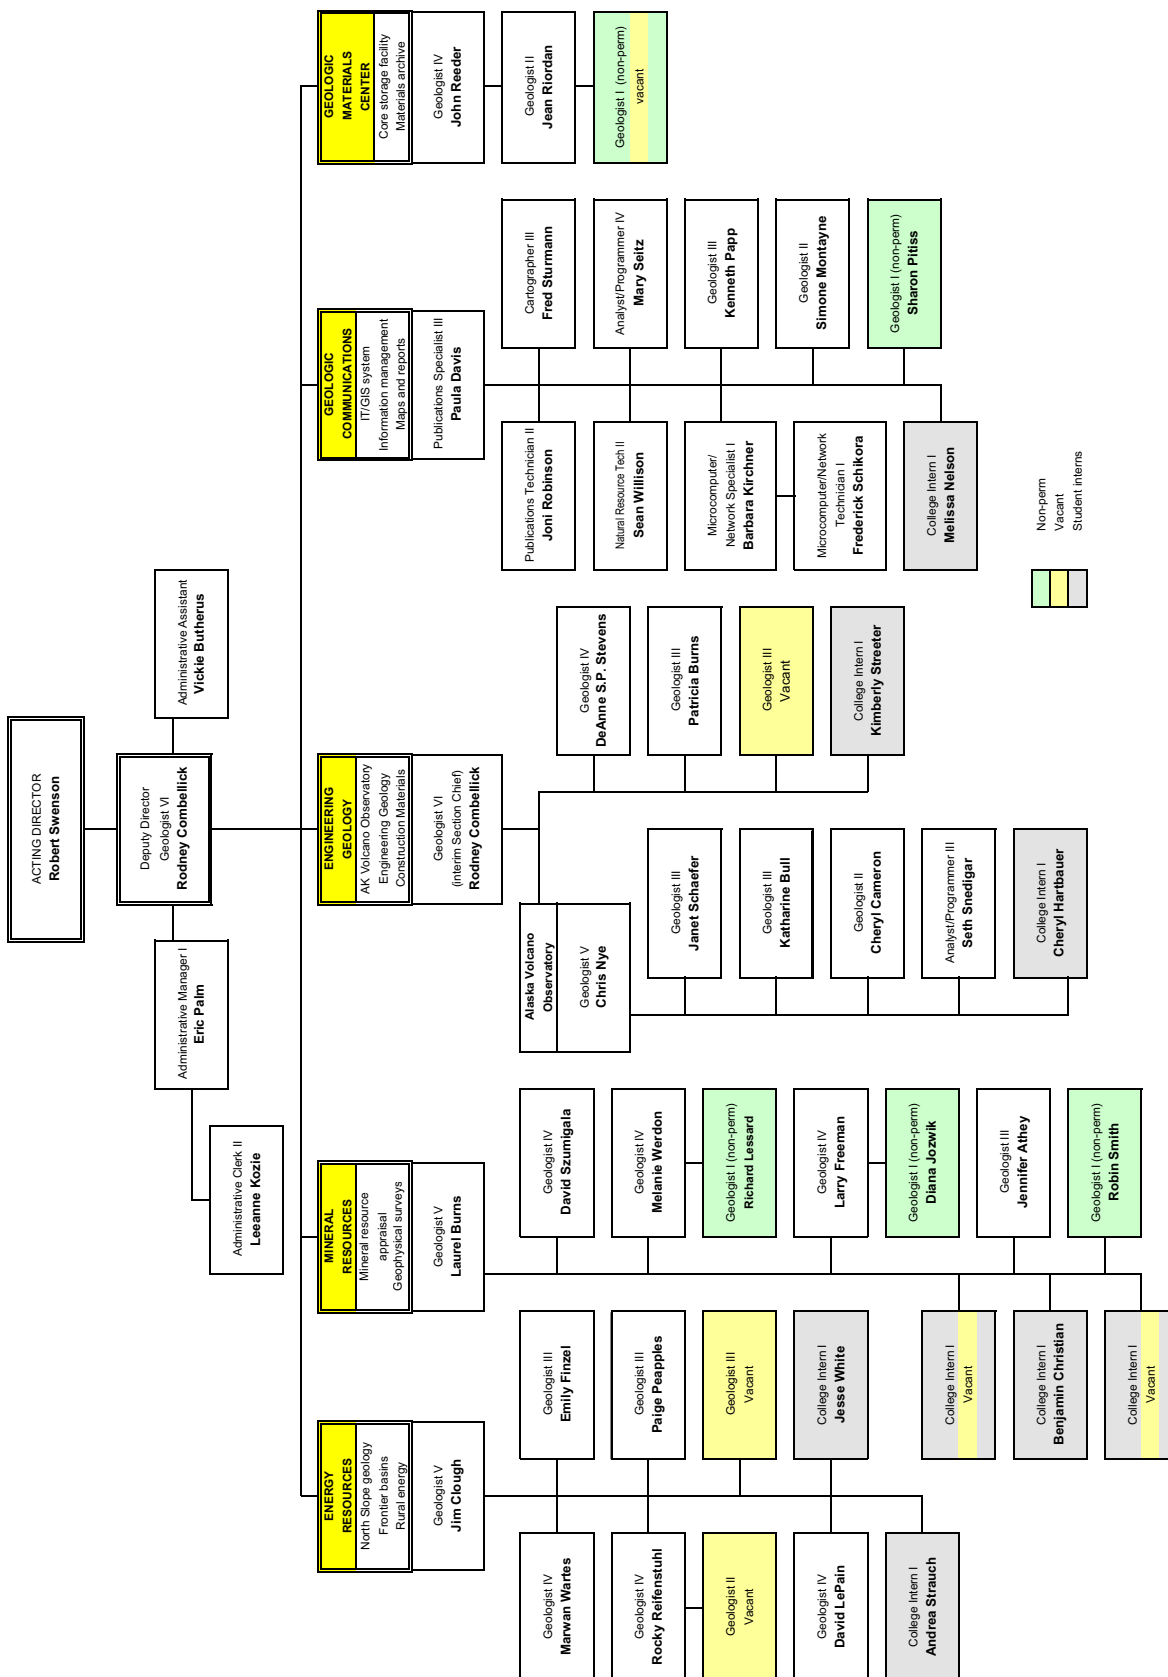 ACTING DIRECTOR
Robert Swenson
Deputy Director
Geologist VI
Rodney Combellick
Administrative Manager I
Eric Palm
Administrative Assistant
Vickie Butherus
Administrative Clerk II
Leeanne Kozie
ENERGY
RESOURCES
North Slope geology
Frontier basins
Rural energy
Geologist V
Jim Clough
Geologist IV
Marwan Wartes
Geologist III
Emily Finzel
Geologist IV
Rocky Reifenstuhl
Geologist III
Paige Peapples
Geologist II
Vacant
Geologist III
Vacant
Geologist IV
David LePain
College Intern I
Jesse White
College Intern I
Andrea Strauch
MINERAL
RESOURCES
Mineral resource
appraisal
Geophysical surveys
Geologist V
Laurel Burns
Geologist IV
David Szumigala
Geologist IV
Melanie Werdon
Geologist I (non-perm)
Richard Lessard
Geologist IV
Larry Freeman
Geologist I (non-perm)
Diana Jozwik
College Intern I
Vacant
Geologist III
Jennifer Athey
College Intern I
Benjamin Christian
Geologist I (non-perm)
Robin Smith
College Intern I
Vacant
ENGINEERING
GEOLOGY
AK Volcano Observatory
Engineering Geology
Construction Materials
Geologist VI
(interim Section Chief)
Rodney Combellick
Alaska Volcano
Observatory
Geologist V
Chris Nye
Geologist III
Janet Schaefer
Geologist III
Katharine Bull
Geologist II
Cheryl Cameron
Analyst/Programmer III
Seth Snedigar
College Intern I
Cheryl Hartbauer
Geologist IV
DeAnne S.P. Stevens
Geologist III
Patricia Burns
Geologist III
Vacant
College Intern I
Kimberly Streeter
GEOLOGIC
COMMUNICATIONS
IT/GIS system
Information management
Maps and reports
Publications Specialist III
Paula Davis
Publications Technician II
Joni Robinson
Cartographer III
Fred Sturmann
Natural Resource Tech II
Sean Willison
Analyst/Programmer IV
Mary Seitz
Microcomputer/
Network Specialist I
Barbara Kirchner
Geologist III
Kenneth Papp
Microcomputer/Network
Technician I
Frederick Schikora
Geologist II
Simone Montayne
College Intern I
Melissa Nelson
Geologist I (non-perm)
Sharon Pitiss
GEOLOGIC
MATERIALS
CENTER
Core storage facility
Materials archive
Geologist IV
John Reeder
Geologist II
Jean Riordan
Geologist I (non-perm)
vacant
Non-perm
Vacant
Student interns